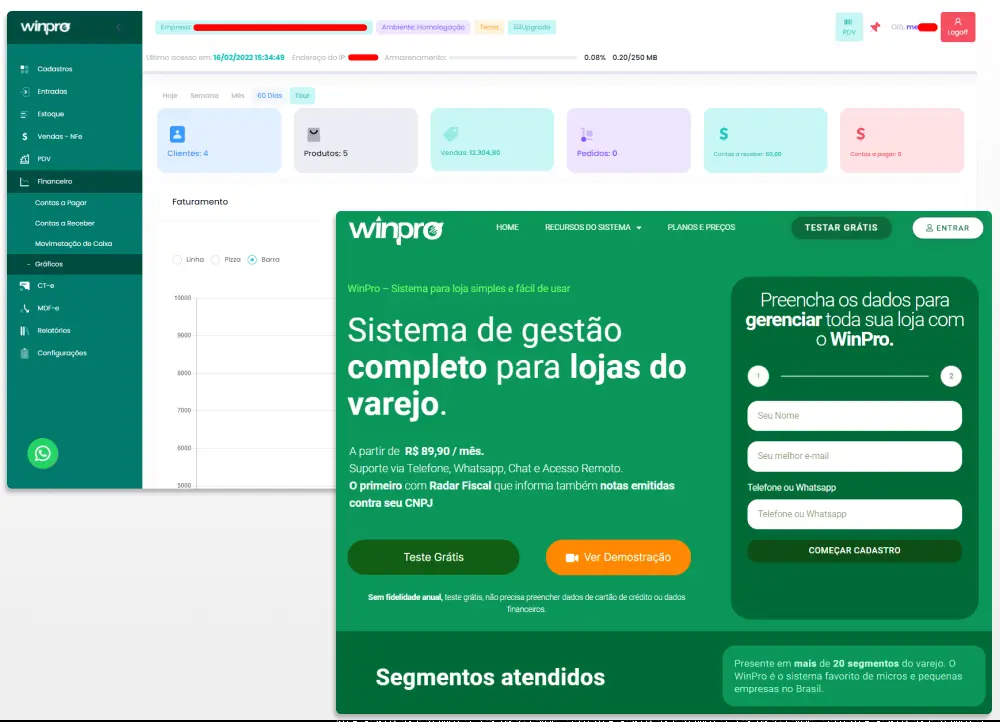 winpro
Empresa:
Ambiente: Homologação
Tema
Upgrade
PDV
Olá, me
Logoff
Ultimo acesso em: 16/02/2022 15:34:49 Endereço do IP: Armazenamento: 0.08% 0.20/250 MB
Cadastros
Entradas
Estoque
Vendas - NFe
PDV
Financeiro
Contas a Pagar
Contas a Receber
Movimetação de Caixa
- Gráficos
CT-e
MDF-e
Relatórios
Configurações
Hoje Semana Mês 60 Dias Tour
Clientes: 4
Produtos: 5
Vendas: 12.304,80
Pedidos: 0
Contas a receber: 60,00
Contas a pagar: 0
Faturamento
Linha Pizza Barra
10000
9000
8000
7000
6000
5000
winpro
HOME RECURSOS DO SISTEMA PLANOS E PREÇOS
TESTAR GRÁTIS
ENTRAR
WinPro – Sistema para loja simples e fácil de usar
Sistema de gestão
completo para lojas do
varejo.
A partir de R$ 89,90 / mês.
Suporte via Telefone, Whatsapp, Chat e Acesso Remoto.
O primeiro com Radar Fiscal que informa também notas emitidas
contra seu CNPJ
Teste Grátis
Ver Demostração
Sem fidelidade anual, teste grátis, não precisa preencher dados de cartão de crédito ou dados
financeiros.
Preencha os dados para
gerenciar toda sua loja com
o WinPro.
1
2
Seu Nome
Seu melhor e-mail
Telefone ou Whatsapp
Telefone ou Whatsapp
COMEÇAR CADASTRO
Segmentos atendidos
Presente em mais de 20 segmentos do varejo. O
WinPro é o sistema favorito de micros e pequenas
empresas no Brasil.